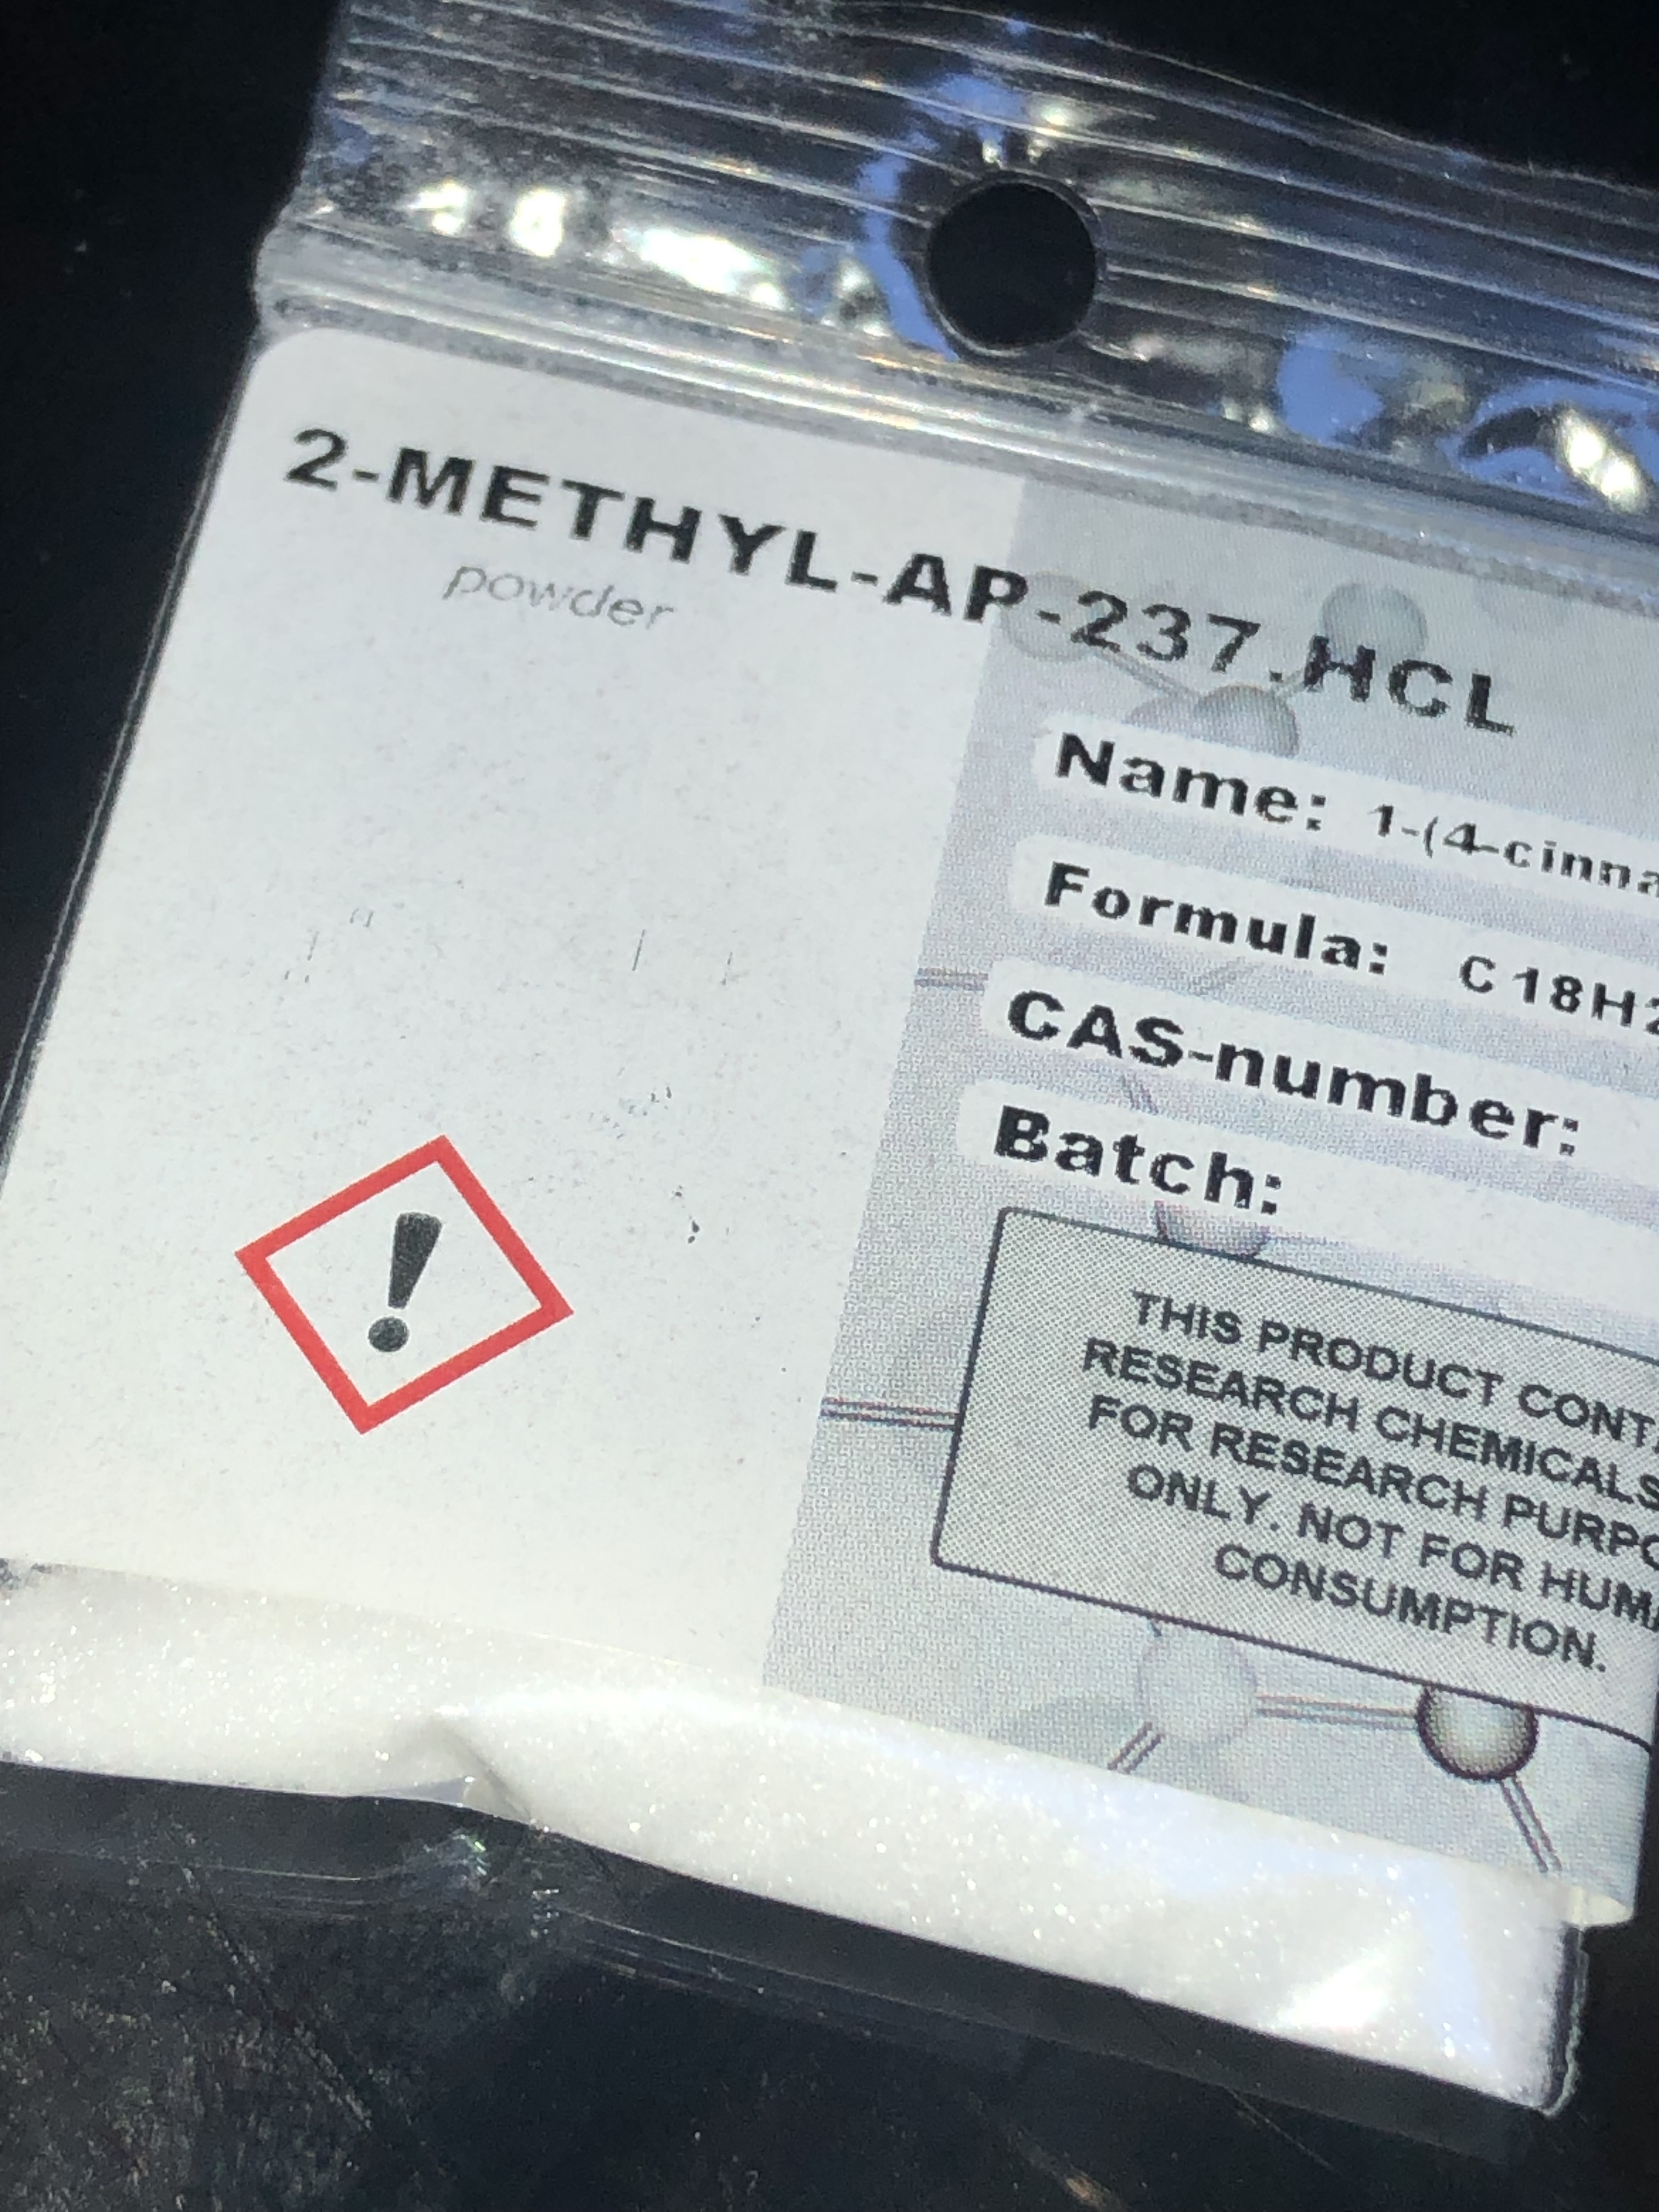 2-METHYL-AP-237.HCL
powder
Name: 1-(4-cinna
Formula: C18H2
CAS-number:
Batch:
!
THIS PRODUCT CONT
RESEARCH CHEMICALS
FOR RESEARCH PURPO
ONLY. NOT FOR HUMA
CONSUMPTION.